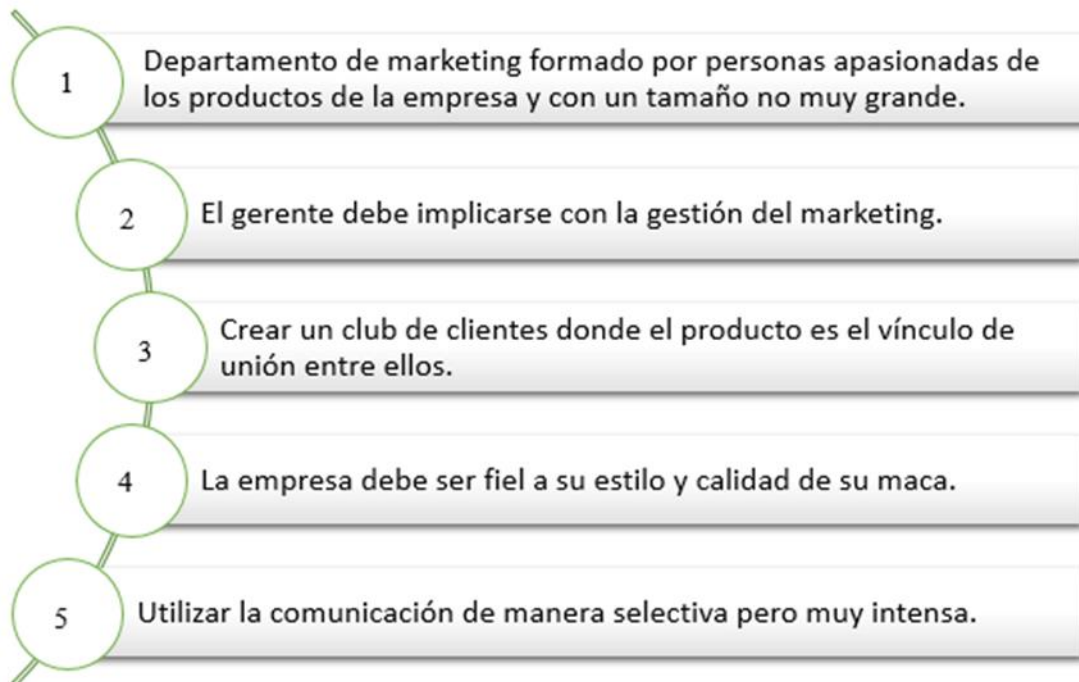 1
Departamento de marketing formado por personas apasionadas de
los productos de la empresa y con un tamaño no muy grande.
2
El gerente debe implicarse con la gestión del marketing.
3
Crear un club de clientes donde el producto es el vínculo de
unión entre ellos.
4
La empresa debe ser fiel a su estilo y calidad de su maca.
5
Utilizar la comunicación de manera selectiva pero muy intensa.